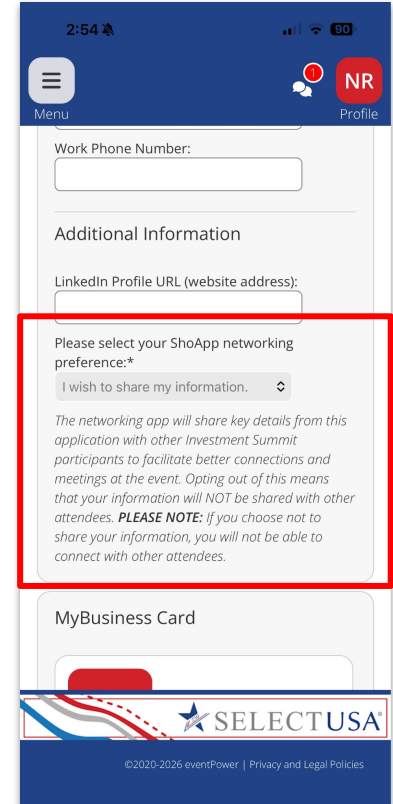 2:54
90
1
NR
Menu
Profile
Work Phone Number:
Additional Information
LinkedIn Profile URL (website address):
Please select your ShoApp networking
preference:*
I wish to share my information.
The networking app will share key details from this
application with other Investment Summit
participants to facilitate better connections and
meetings at the event. Opting out of this means
that your information will NOT be shared with other
attendees. PLEASE NOTE: If you choose not to
share your information, you will not be able to
connect with other attendees.
MyBusiness Card
SELECTUSA®
©2020-2026 eventPower | Privacy and Legal Policies